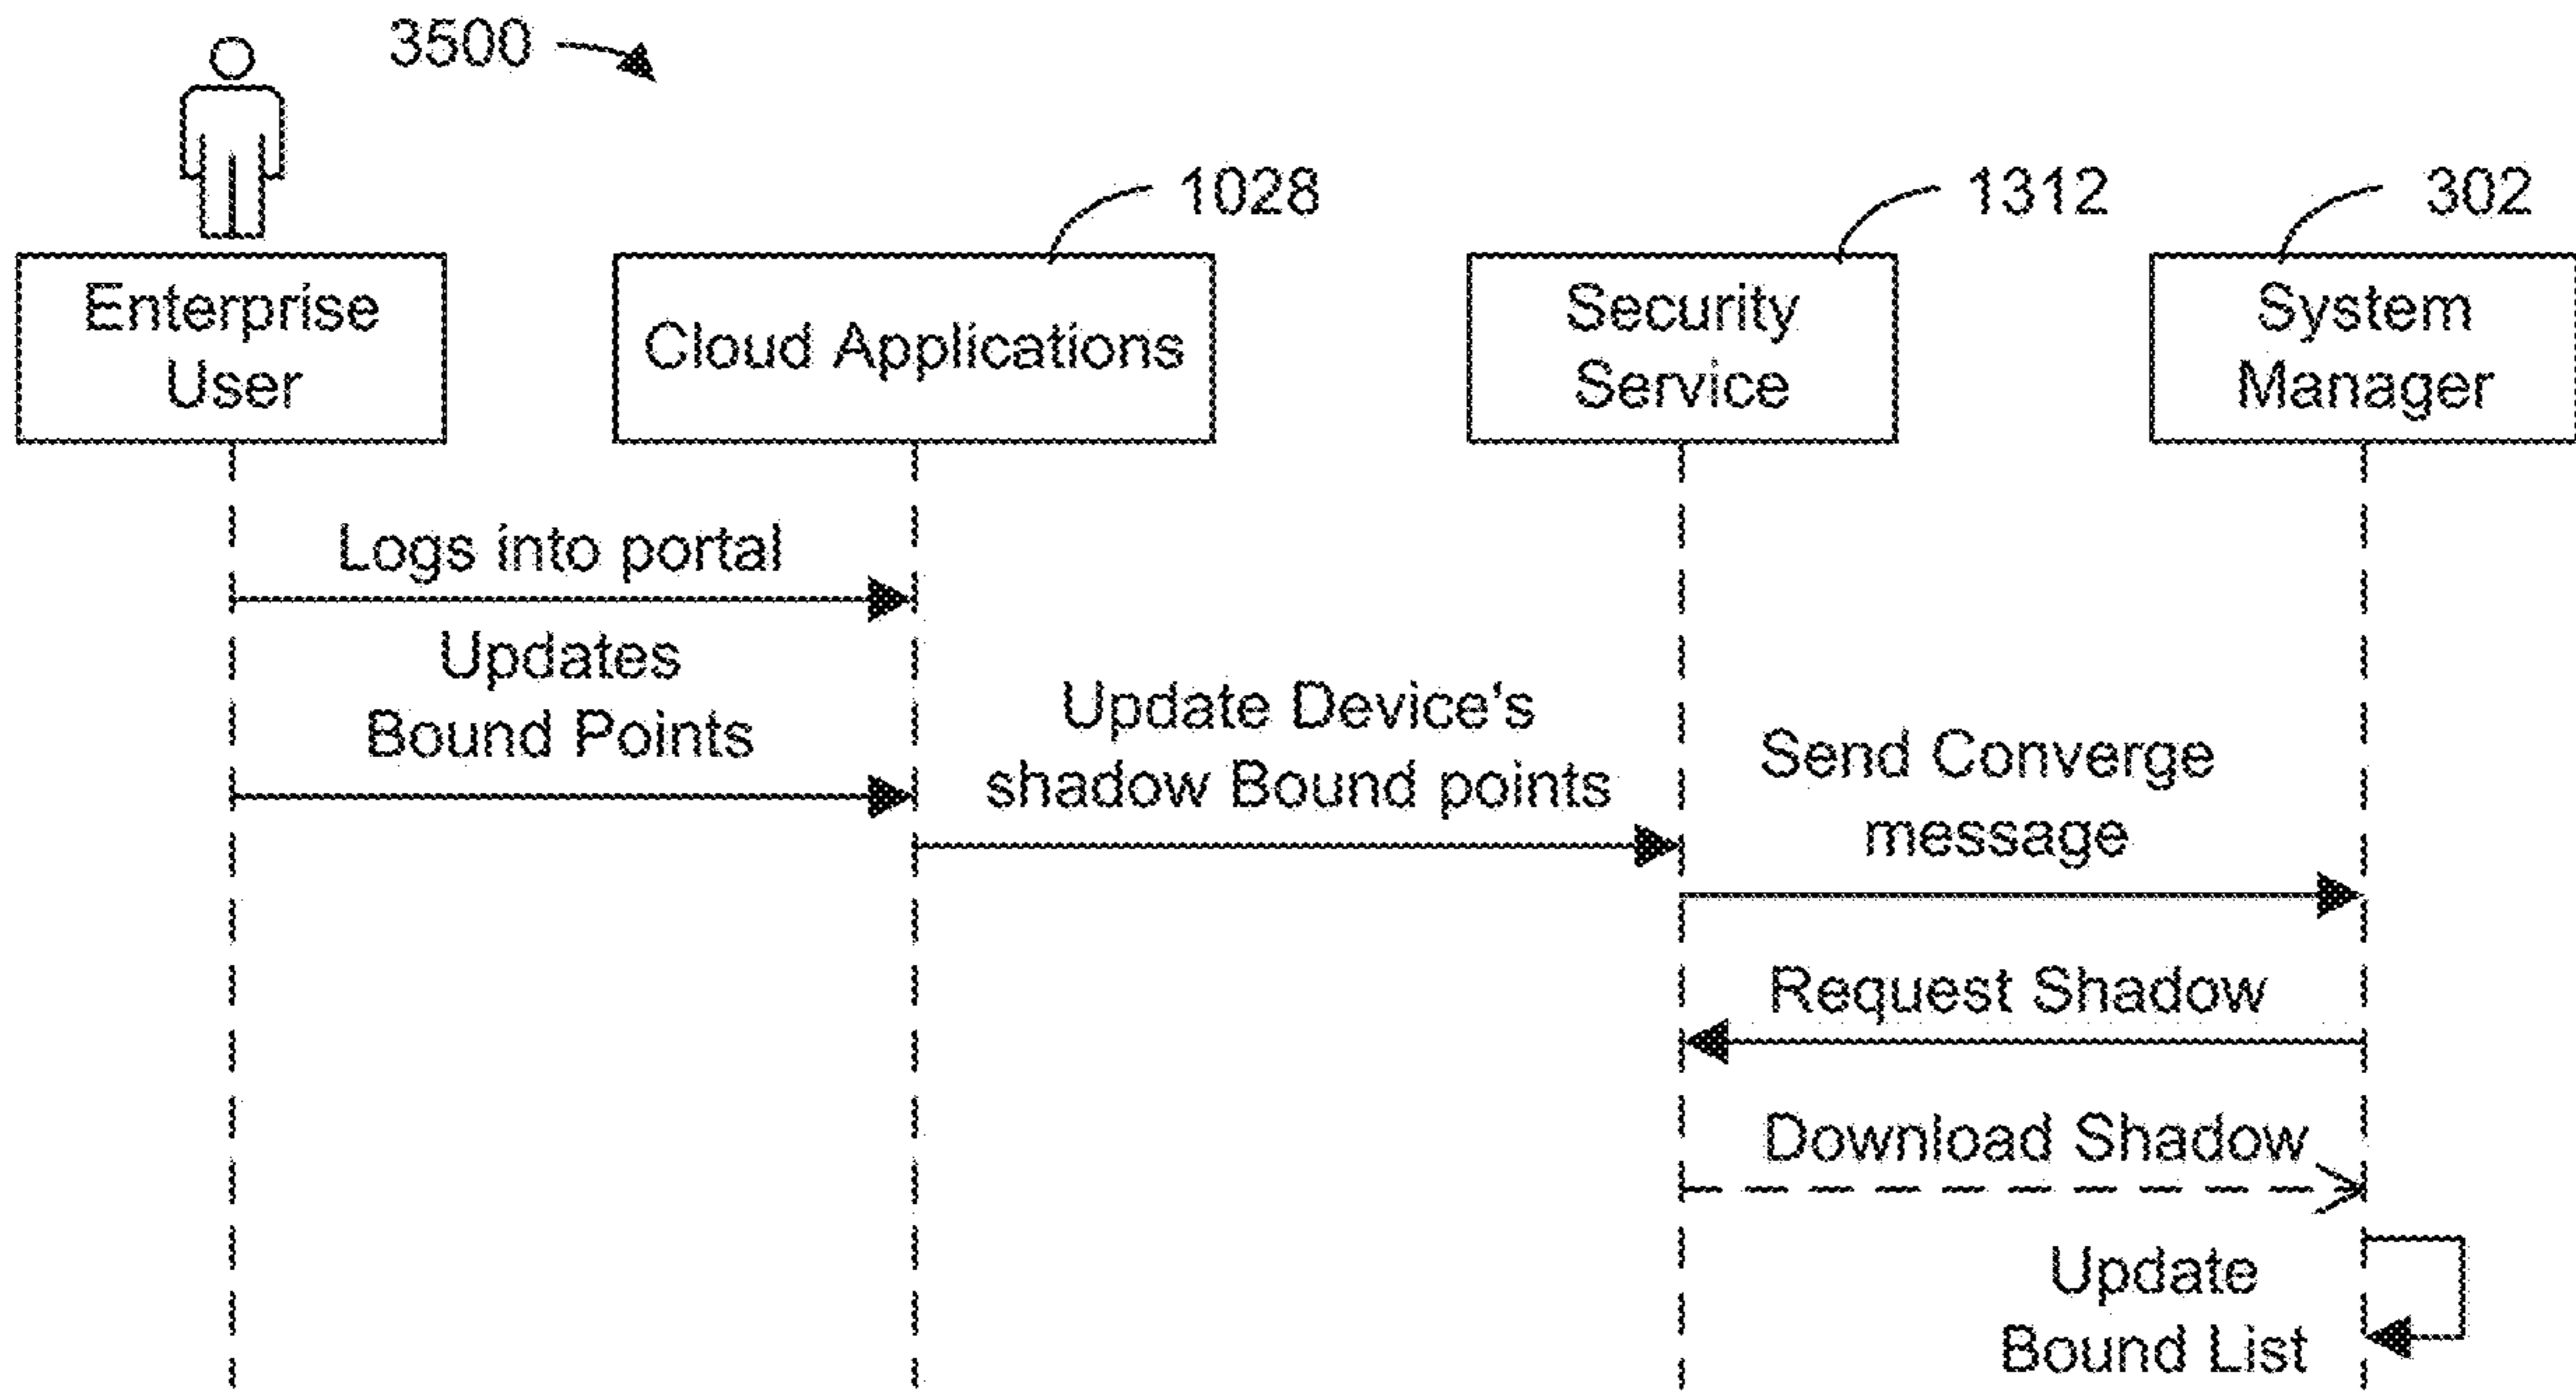 3500
1028
1312
302
Enterprise
User
Cloud Applications
Security
Service
System
Manager
Logs into portal
Updates
Bound Points
Update Device's
shadow Bound points
Send Converge
message
Request Shadow
Download Shadow
Update
Bound List